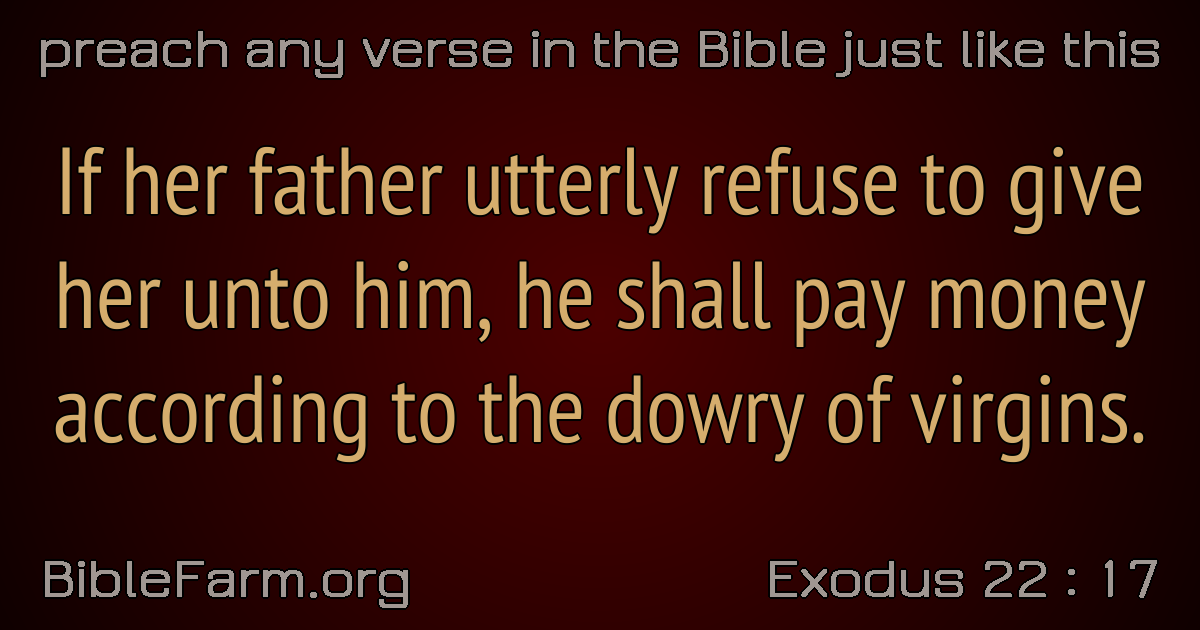 preach any verse in the Bible just like this
If her father utterly refuse to give
her unto him, he shall pay money
according to the dowry of virgins.
BibleFarm.org
Exodus 22 : 17